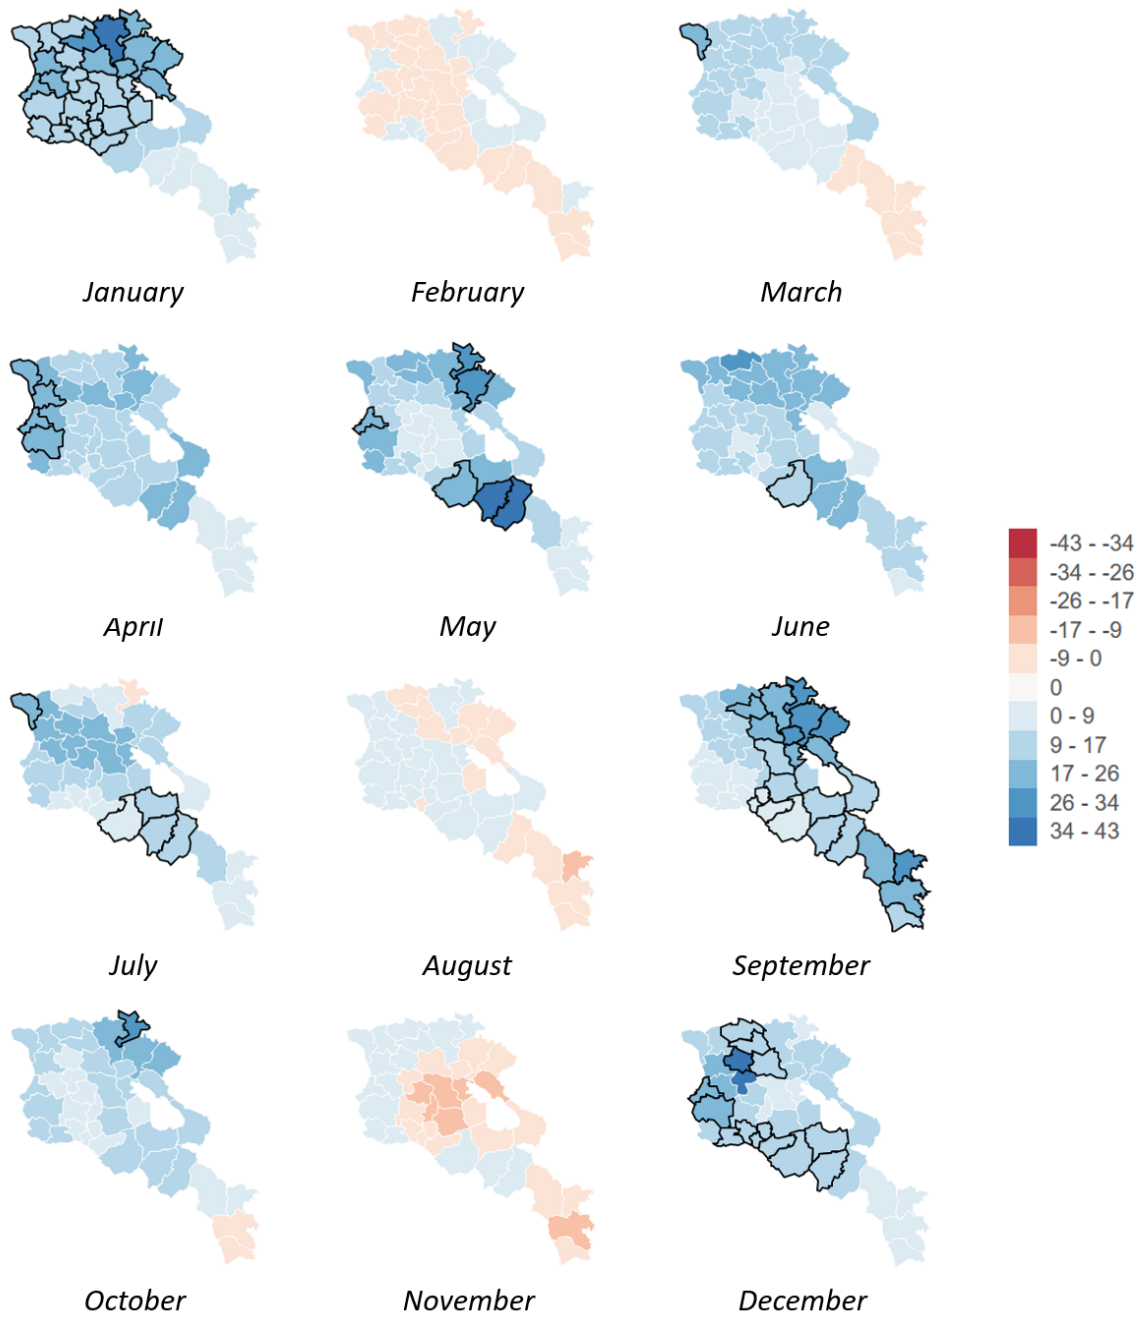 January
February
March
April
May
June
-43 - -34
-34 - -26
-26 - -17
-17 - -9
-9 - 0
0
0 - 9
9 - 17
17 - 26
26 - 34
34 - 43
July
August
September
October
November
December